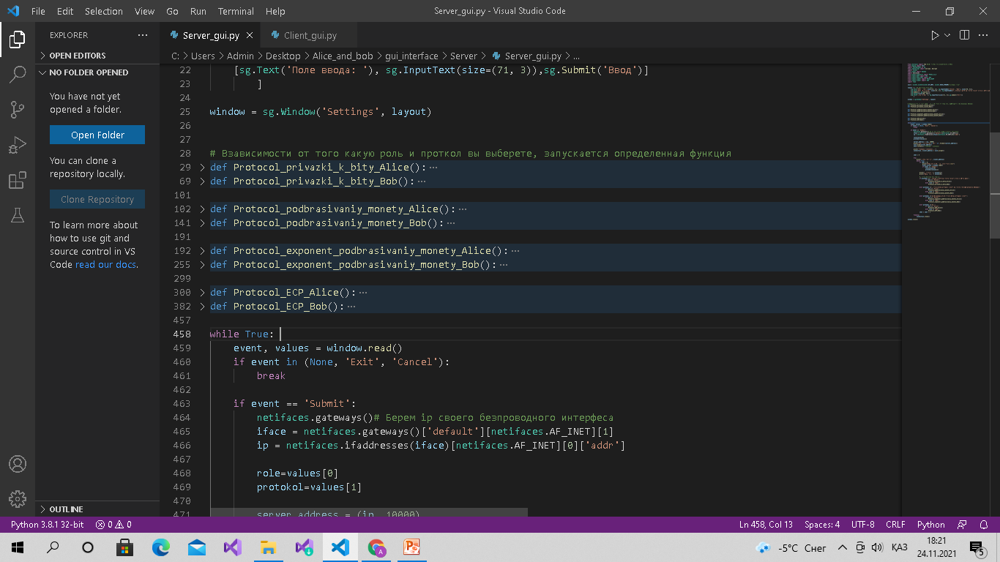 File Edit Selection View Go Run Terminal Help Server_gui.py - Visual Studio Code
EXPLORER ··· Server_gui.py Client_gui.py
OPEN EDITORS
NO FOLDER OPENED
You have not yet
opened a folder.
Open Folder
You can clone a
repository locally.
Clone Repository
To learn more about
how to use git and
source control in VS
Code read our docs.
OUTLINE
C: > Users > Admin > Desktop > Alice_and_bob > gui_interface > Server > Server_gui.py > ...
22 [sg.Text('Поле ввода: '), sg.InputText(size=(71, 3)),sg.Submit('Ввод')]
23 ]
24
25 window = sg.Window('Settings', layout)
26
27
28 # Взависимости от того какую роль и проткол вы выберете, запускается определенная функция
29 > def Protocol_privazki_k_bity_Alice(): ···
69 > def Protocol_privazki_k_bity_Bob(): ···
101
102 > def Protocol_podbrasivaniy_monety_Alice(): ···
141 > def Protocol_podbrasivaniy_monety_Bob(): ···
191
192 > def Protocol_exponent_podbrasivaniy_monety_Alice(): ···
255 > def Protocol_exponent_podbrasivaniy_monety_Bob(): ···
299
300 > def Protocol_ECP_Alice(): ···
382 > def Protocol_ECP_Bob(): ···
457
458 while True:
459 event, values = window.read()
460 if event in (None, 'Exit', 'Cancel'):
461 break
462
463 if event == 'Submit':
464 netifaces.gateways()# Берем ip своего безпроводного интерфеса
465 iface = netifaces.gateways()['default'][netifaces.AF_INET][1]
466 ip = netifaces.ifaddresses(iface)[netifaces.AF_INET][0]['addr']
467
468 role=values[0]
469 protokol=values[1]
470
471 server_address = (ip, 10000)
Python 3.8.1 32-bit 0 0 Ln 458, Col 13 Spaces: 4 UTF-8 CRLF Python
-5°C Снег ҚАЗ 18:21
24.11.2021 5